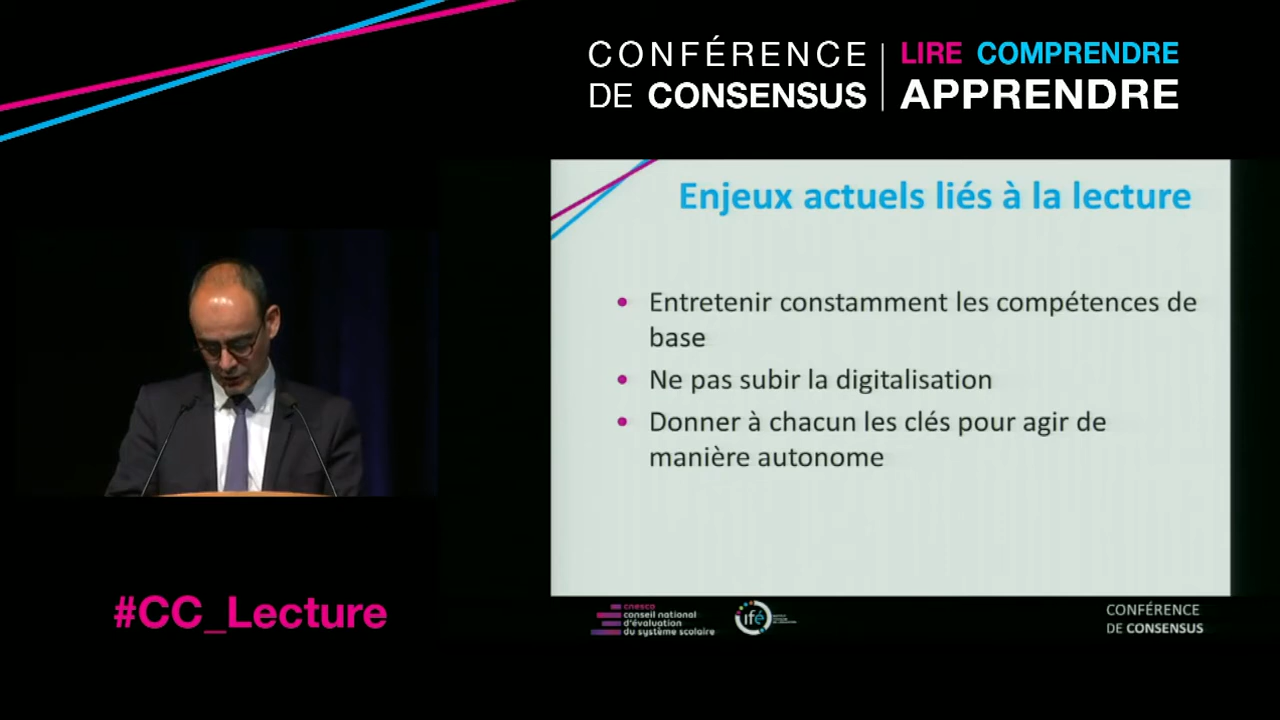 CONFÉRENCE
DE CONSENSUS
LIRE COMPRENDRE
APPRENDRE
Enjeux actuels liés à la lecture
• Entretenir constamment les compétences de
base
• Ne pas subir la digitalisation
• Donner à chacun les clés pour agir de
manière autonome
#CC_Lecture
cnesco
conseil national
d'évaluation
du système scolaire
ifé
CONFÉRENCE
DE CONSENSUS